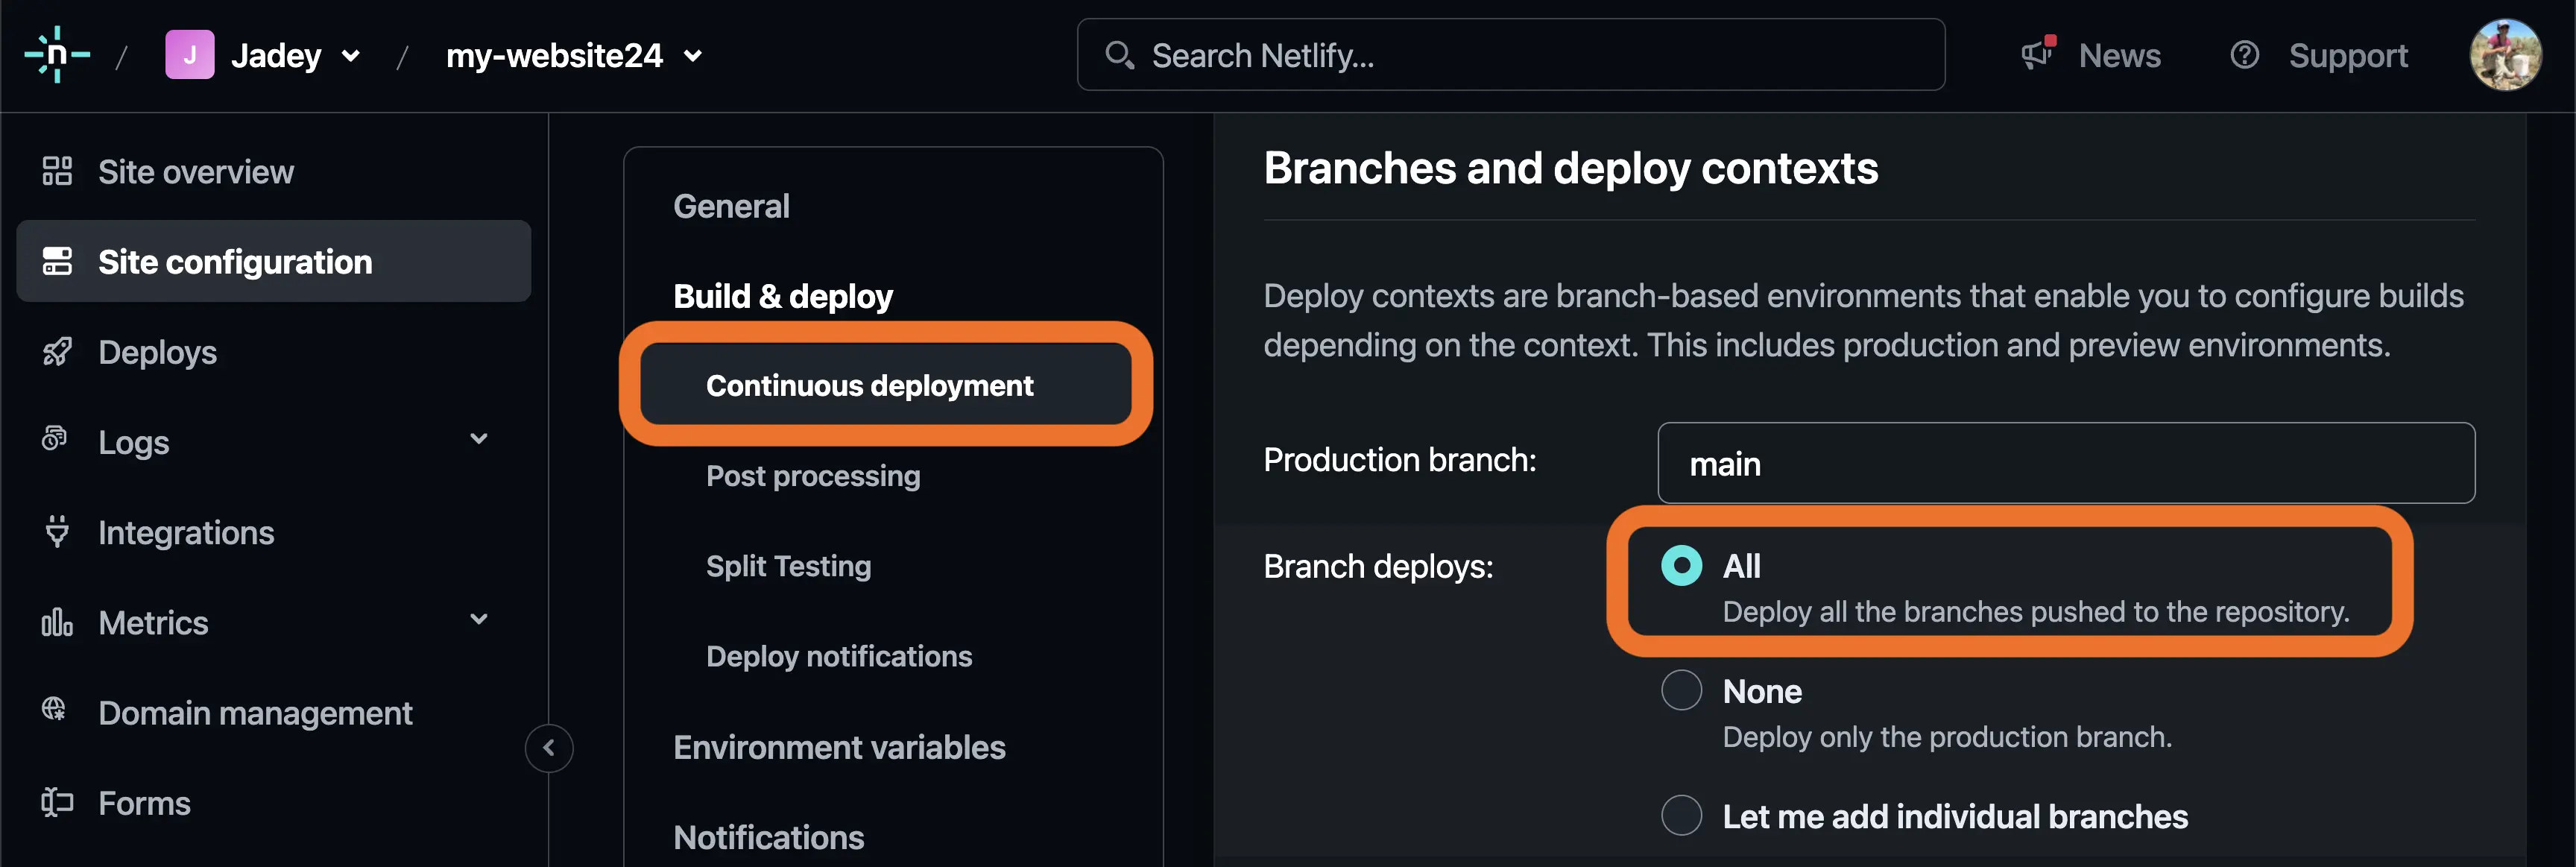 n / J Jadey / my-website24
Search Netlify...
News
Support
Site overview
Site configuration
Deploys
Logs
Integrations
Metrics
Domain management
Forms
General
Build & deploy
Continuous deployment
Post processing
Split Testing
Deploy notifications
Environment variables
Notifications
Branches and deploy contexts
Deploy contexts are branch-based environments that enable you to configure builds
depending on the context. This includes production and preview environments.
Production branch:
main
Branch deploys:
All
Deploy all the branches pushed to the repository.
None
Deploy only the production branch.
Let me add individual branches